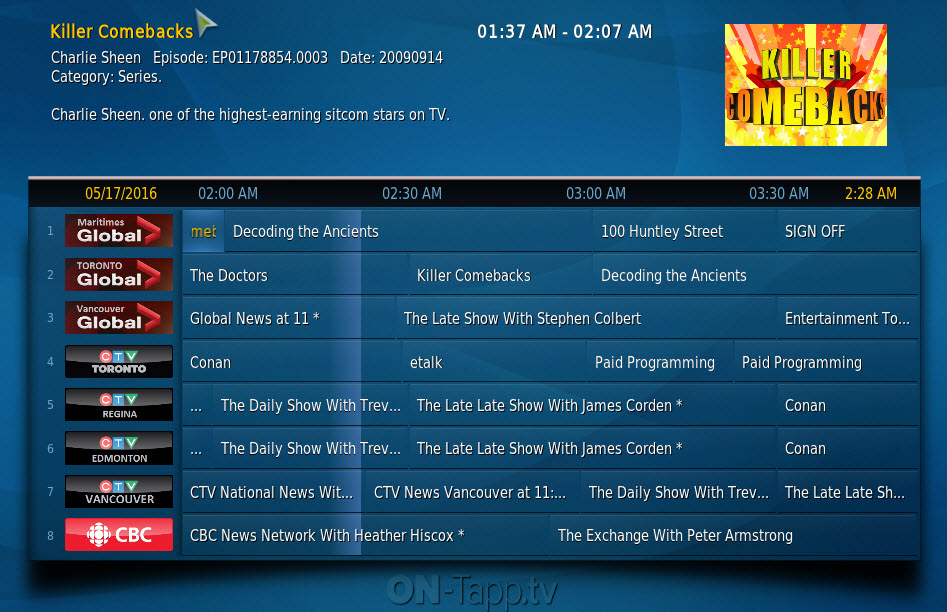 Killer Comebacks
01:37 AM - 02:07 AM
Charlie Sheen Episode: EP01178854.0003 Date: 20090914
Category: Series.
Charlie Sheen. one of the highest-earning sitcom stars on TV.
KILLER
COMEBACKS
05/17/2016 02:00 AM 02:30 AM 03:00 AM 03:30 AM 2:28 AM
1 Maritimes Global met Decoding the Ancients 100 Huntley Street SIGN OFF
2 TORONTO Global The Doctors Killer Comebacks Decoding the Ancients
3 Vancouver Global Global News at 11 * The Late Show With Stephen Colbert Entertainment To...
4 CTV TORONTO Conan etalk Paid Programming Paid Programming
5 CTV REGINA ... The Daily Show With Trev... The Late Late Show With James Corden * Conan
6 CTV EDMONTON ... The Daily Show With Trev... The Late Late Show With James Corden * Conan
7 CTV VANCOUVER CTV National News Wit... CTV News Vancouver at 11:... The Daily Show With Trev... The Late Late Sh...
8 CBC CBC News Network With Heather Hiscox * The Exchange With Peter Armstrong
ON-Tapp.tv